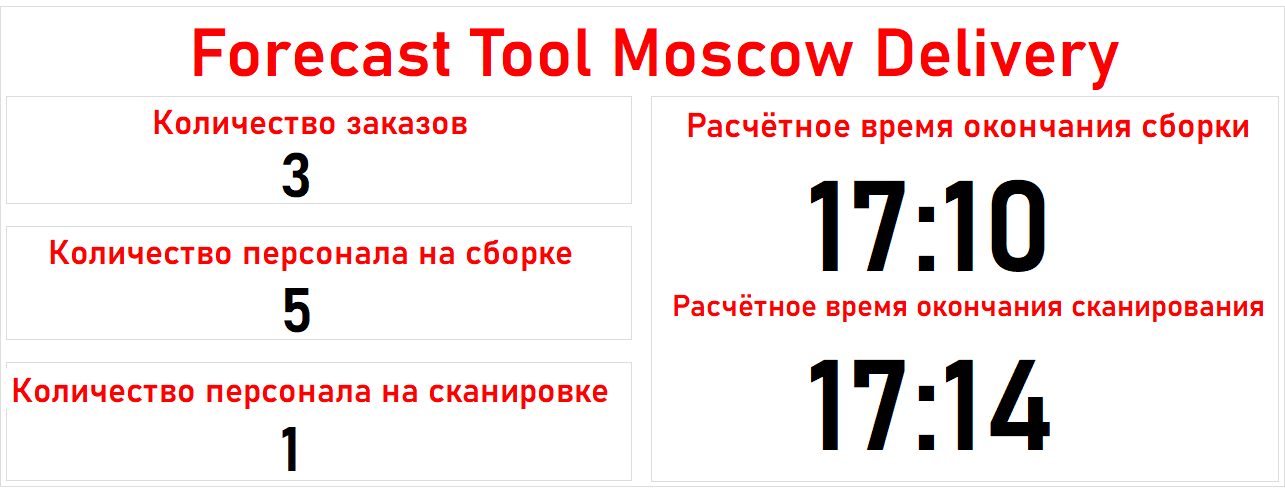 Forecast Tool Moscow Delivery
Количество заказов
3
Количество персонала на сборке
5
Количество персонала на сканировке
1
Расчётное время окончания сборки
17:10
Расчётное время окончания сканирования
17:14